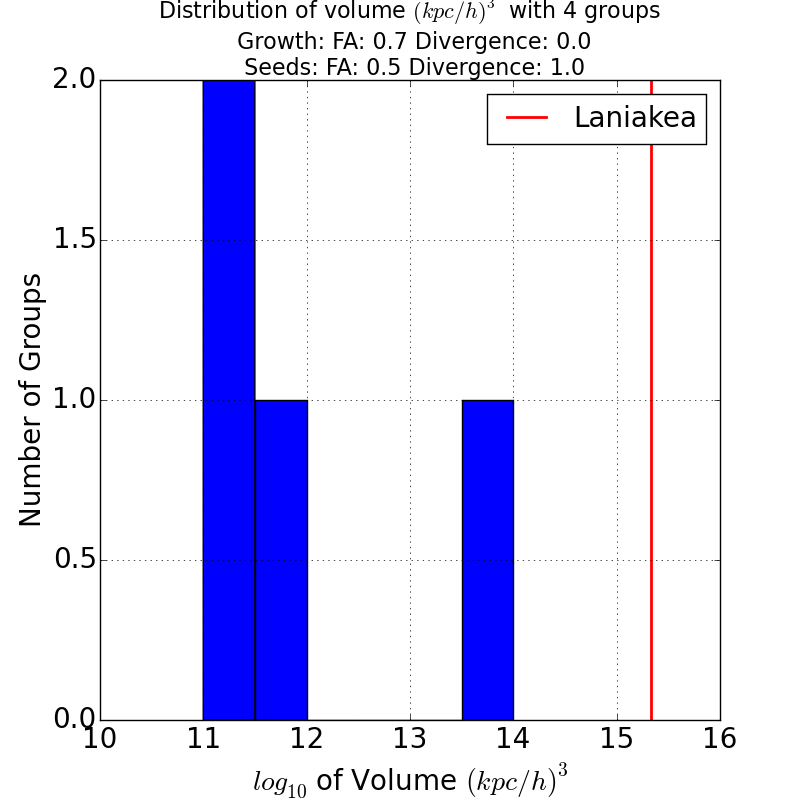 Distribution of volume (kpc/h)³ with 4 groups
Growth: FA: 0.7 Divergence: 0.0
Seeds: FA: 0.5 Divergence: 1.0
Laniakea
2.0
1.5
1.0
0.5
0.0
Number of Groups
10 11 12 13 14 15 16
log₁₀ of Volume (kpc/h)³